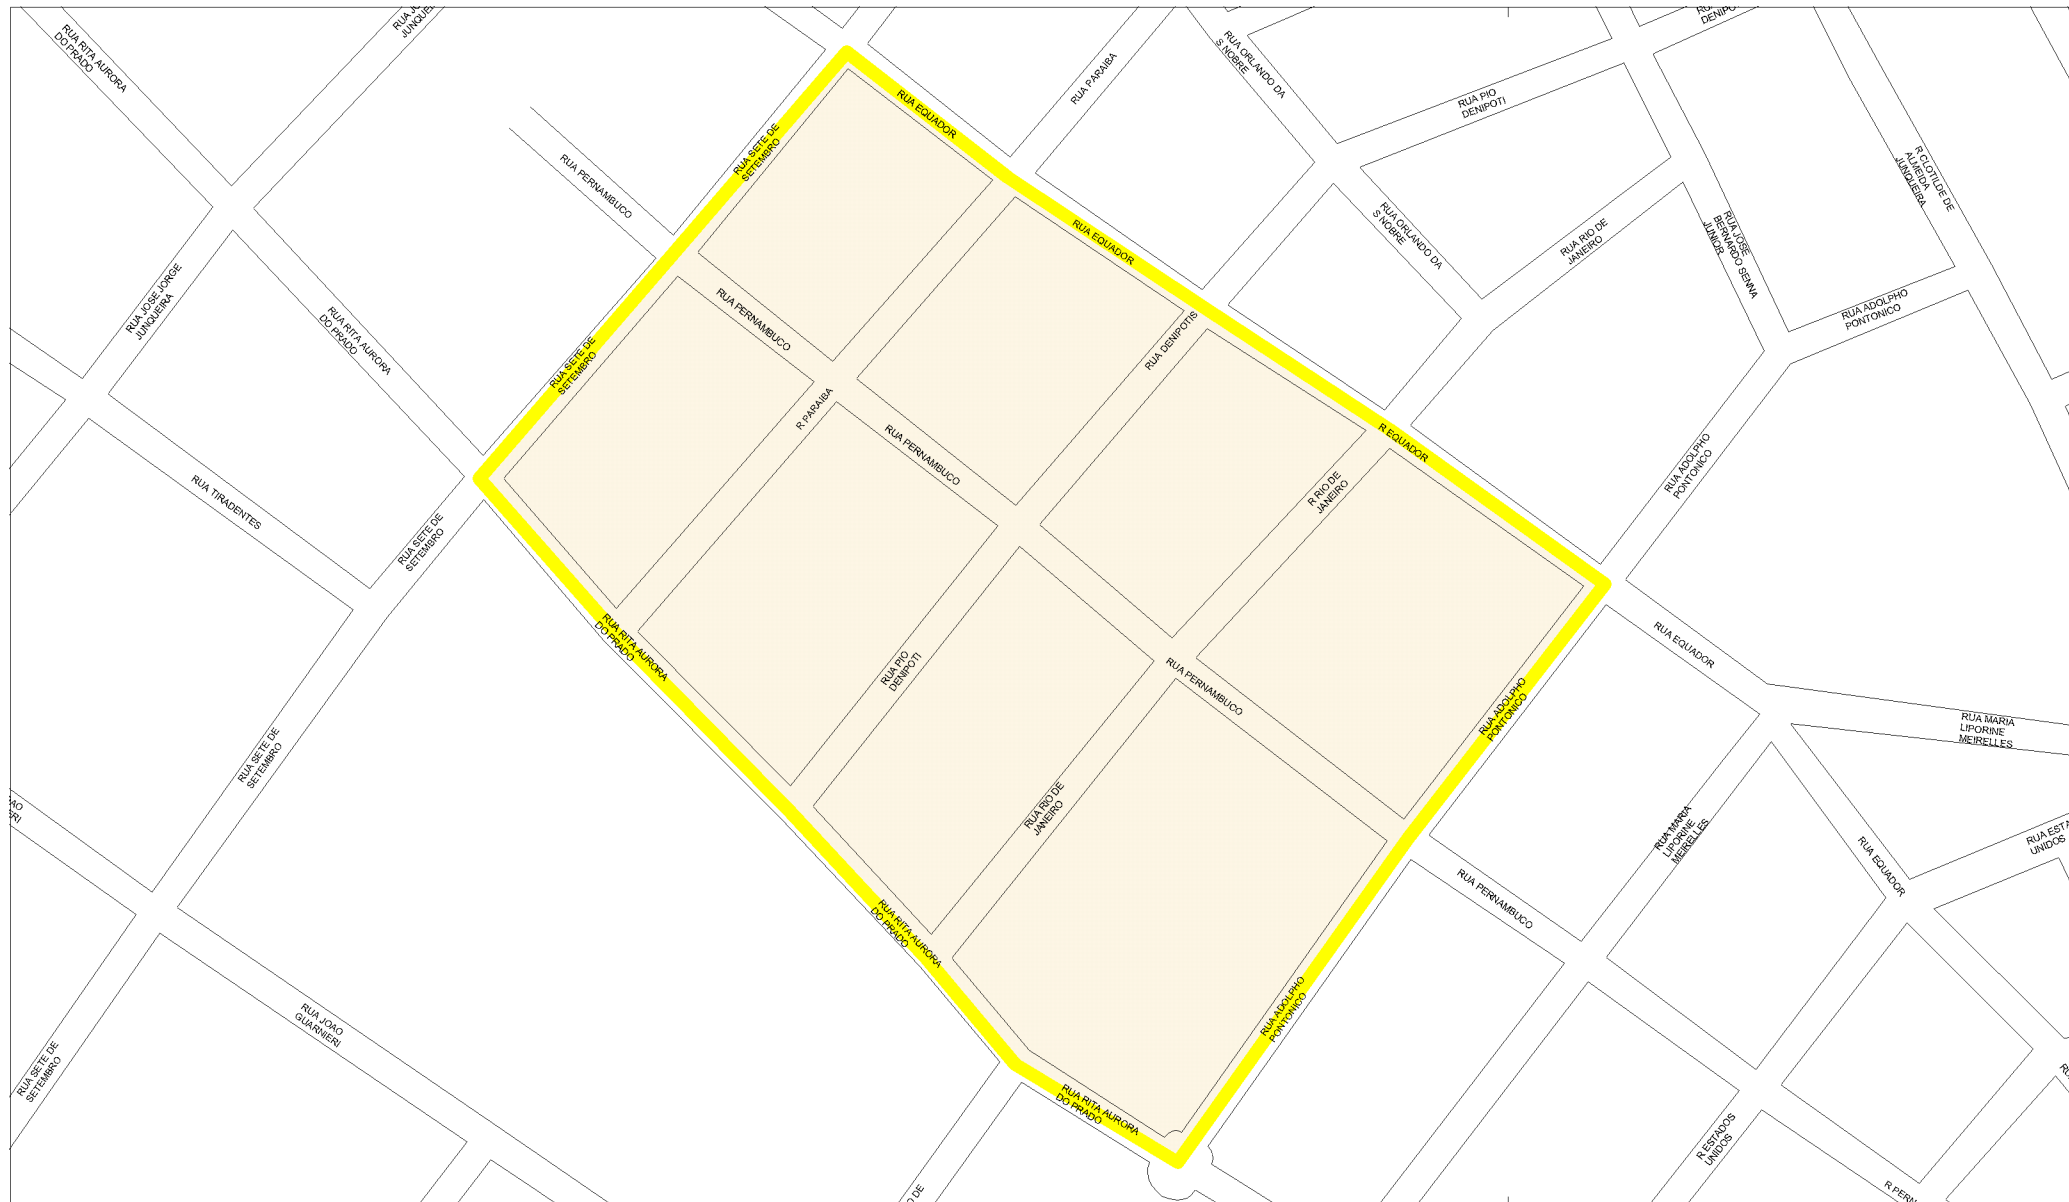 RUA RITA AURORA
DO PRADO
JUNQUEI
RUA EQUADOR
RUA PARAIBA
RUA ORLANDO DA
S NOBRE
RUA PIO
DENIPOTI
RUA SETE DE
SETEMBRO
RUA PERNAMBUCO
R CLOTILDE DE
ALMEIDA
JUNQUEIRA
RUA JOSE
BERNARDO SENNA
JUNIOR
RUA ORLANDO DA
S NOBRE
RUA RIO DE
JANEIRO
RUA EQUADOR
RUA JOSE JORGE
JUNQUEIRA
RUA RITA AURORA
DO PRADO
RUA PERNAMBUCO
RUA DENIPOTIS
RUA ADOLPHO
PONTONICO
RUA SETE DE
SETEMBRO
R PARAIBA
RUA PERNAMBUCO
R EQUADOR
R RIO DE
JANEIRO
RUA ADOLPHO
PONTONICO
RUA TIRADENTES
RUA SETE DE
SETEMBRO
RUA RITA AURORA
DO PRADO
RUA PIO
DENIPOTI
RUA PERNAMBUCO
RUA EQUADOR
RUA ADOLPHO
PONTONICO
RUA MARIA
LIPORINE
MEIRELLES
RUA SETE DE
SETEMBRO
RUA RIO DE
JANEIRO
RUA MARIA
LIPORINE
MEIRELLES
RUA EQUADOR
RUA ESTA
UNIDOS
RUA PERNAMBUCO
RUA RITA AURORA
DO PRADO
RUA JOAO
GUARNIERI
RUA ADOLPHO
PONTONICO
RUA SETE DE
SETEMBRO
RUA RITA AURORA
DO PRADO
R ESTADOS
UNIDOS
R PERN